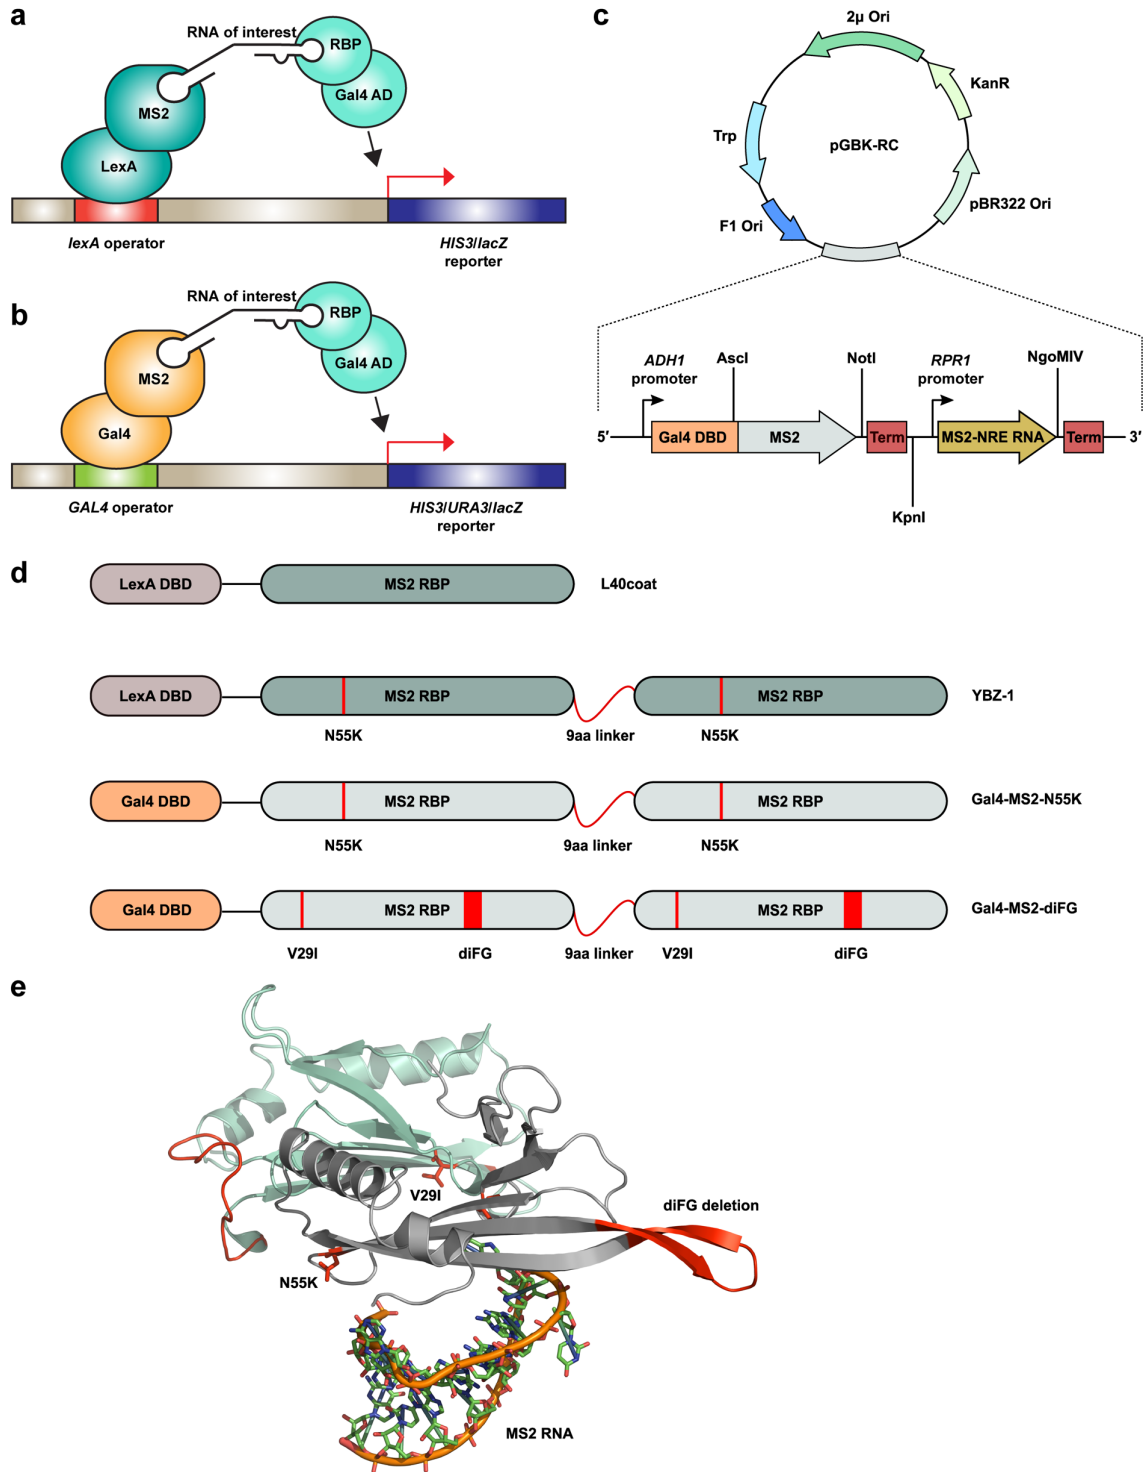 a
RNA of interest
RBP
Gal4 AD
MS2
LexA
lexA operator
HIS3/lacZ
reporter
b
RNA of interest
RBP
Gal4 AD
MS2
Gal4
GAL4 operator
HIS3/URA3/lacZ
reporter
c
2µ Ori
KanR
Trp
pGBK-RC
pBR322 Ori
F1 Ori
ADH1
promoter
AscI
NotI
RPR1
promoter
NgoMIV
5′
Gal4 DBD
MS2
Term
MS2-NRE RNA
Term
3′
KpnI
d
LexA DBD
MS2 RBP
L40coat
LexA DBD
MS2 RBP
MS2 RBP
YBZ-1
N55K
9aa linker
N55K
Gal4 DBD
MS2 RBP
MS2 RBP
Gal4-MS2-N55K
N55K
9aa linker
N55K
Gal4 DBD
MS2 RBP
MS2 RBP
Gal4-MS2-diFG
V29I
diFG
9aa linker
V29I
diFG
e
V29I
diFG deletion
N55K
MS2 RNA